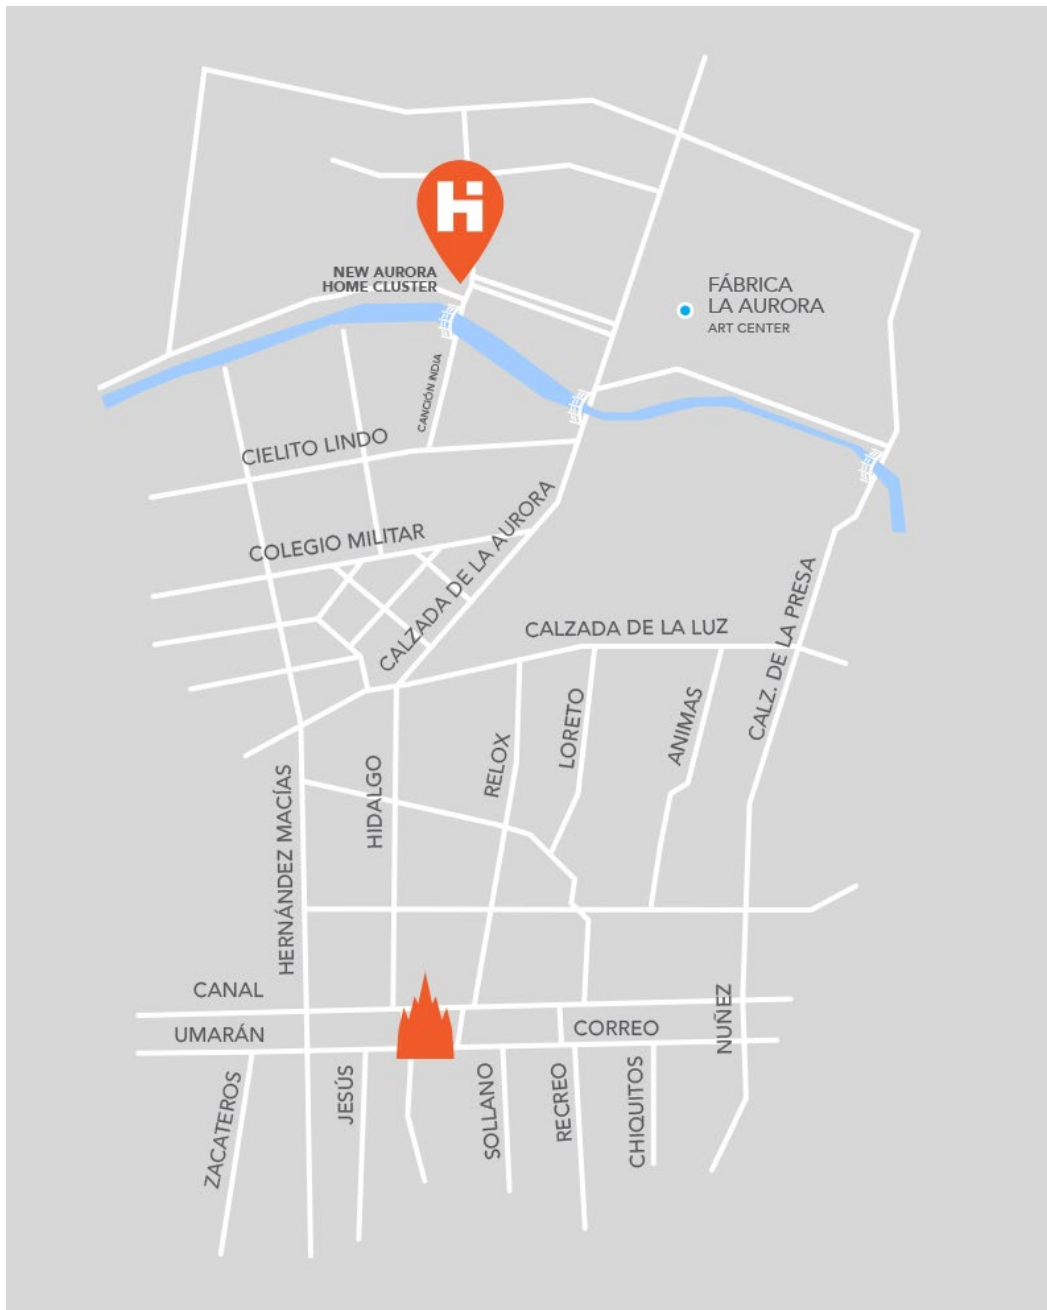 Hi
NEW AURORA
HOME CLUSTER
FÁBRICA
LA AURORA
ART CENTER
CANCIÓN INDIA
CIELITO LINDO
COLEGIO MILITAR
CALZADA DE LA AURORA
CALZADA DE LA LUZ
CALZ. DE LA PRESA
LORETO
ANIMAS
RELOX
HIDALGO
HERNÁNDEZ MACÍAS
CANAL
NUÑEZ
UMARÁN
CORREO
ZACATEROS
JESÚS
SOLLANO
RECREO
CHIQUITOS